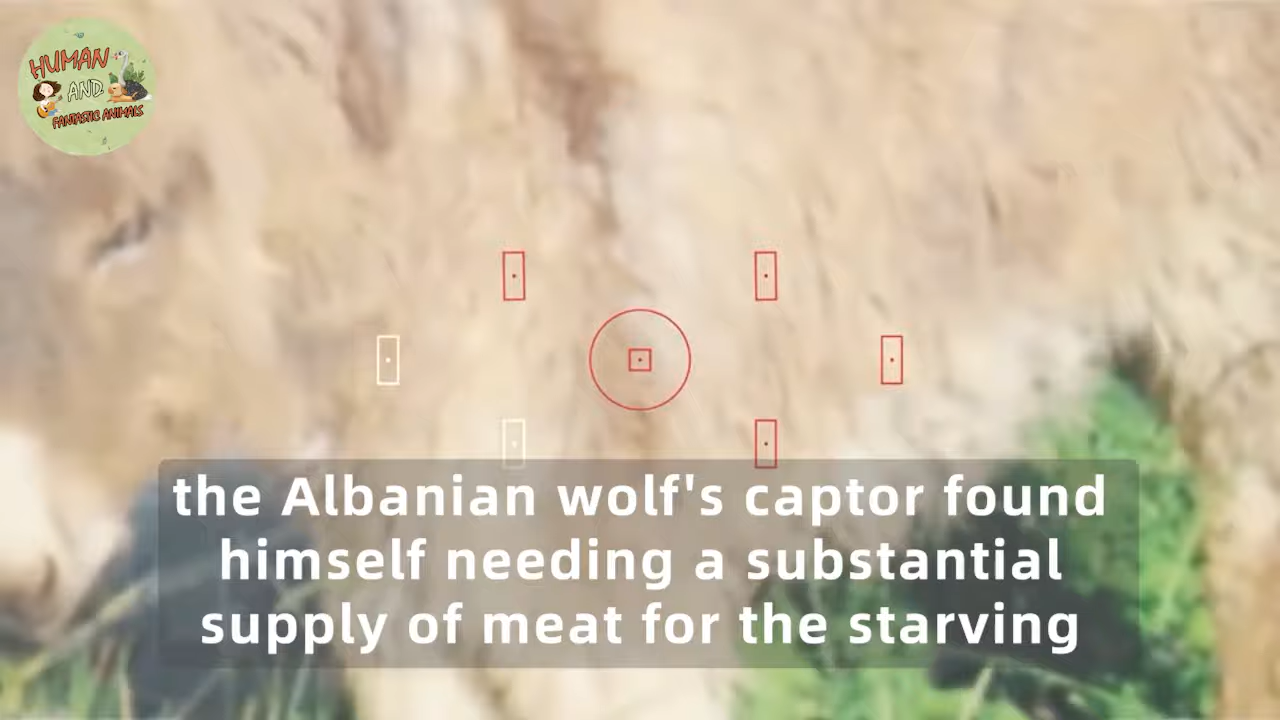 HUMAN
AND
FANTASTIC ANIMALS
the Albanian wolf's captor found
himself needing a substantial
supply of meat for the starving